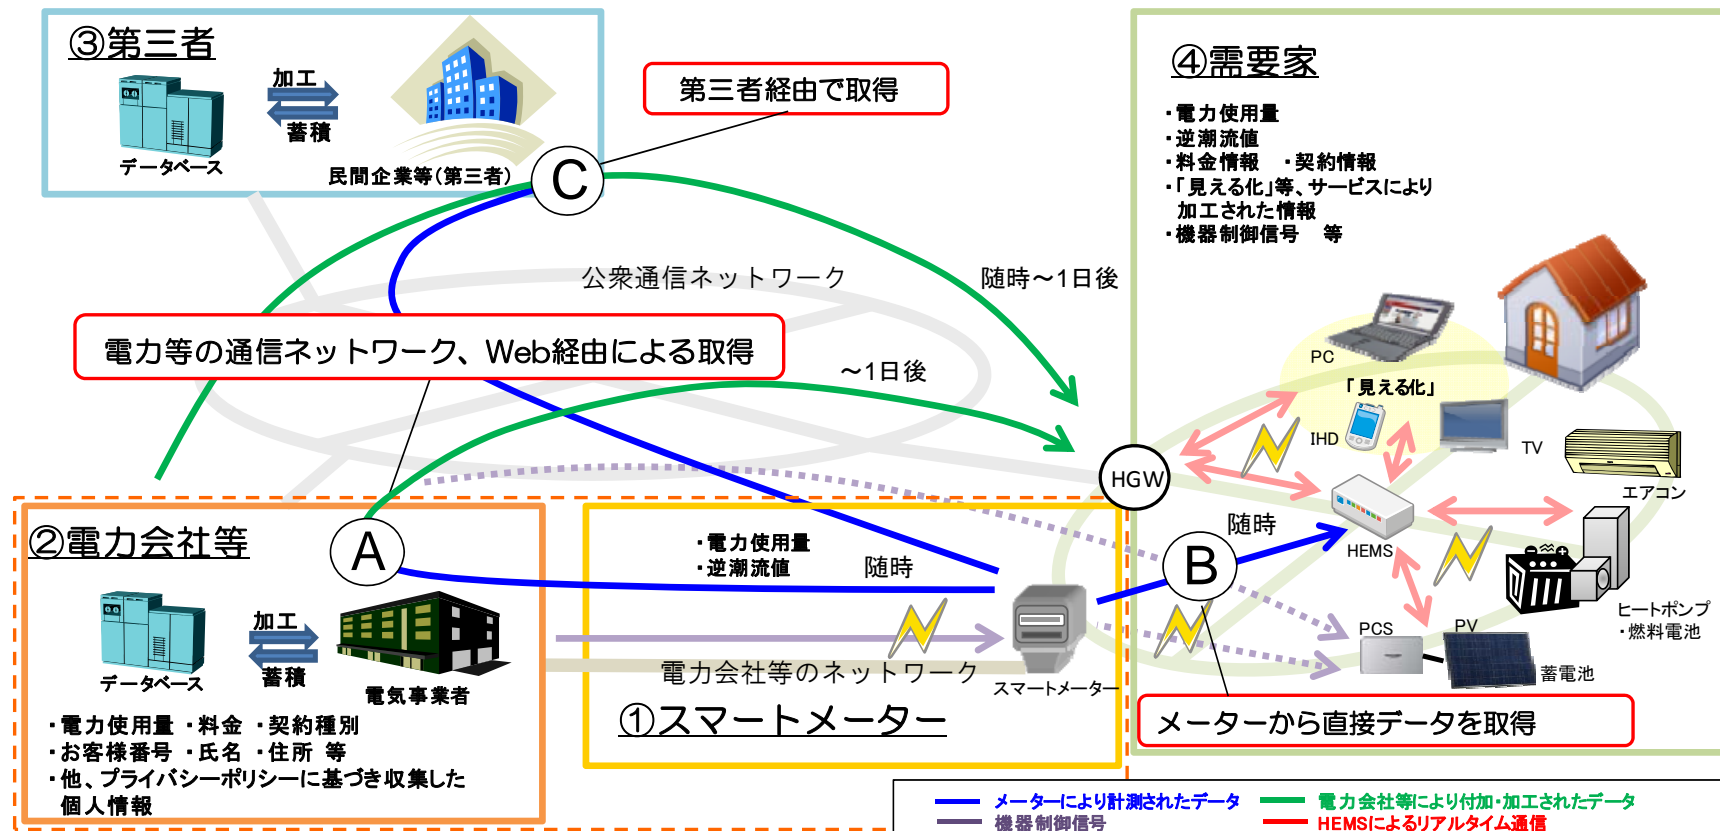 ③第三者
加工
蓄積
データベース
民間企業等(第三者)
C
第三者経由で取得
④需要家
・電力使用量
・逆潮流値
・料金情報　・契約情報
・「見える化」等、サービスにより
加工された情報
・機器制御信号　等
公衆通信ネットワーク
随時～1日後
電力等の通信ネットワーク、Web経由による取得
～1日後
PC
「見える化」
IHD
TV
エアコン
HGW
HEMS
随時
B
ヒートポンプ
・燃料電池
PCS
PV
蓄電池
②電力会社等
A
・電力使用量
・逆潮流値
随時
データベース
加工
蓄積
電気事業者
電力会社等のネットワーク
スマートメーター
①スマートメーター
メーターから直接データを取得
・電力使用量　・料金　・契約種別
・お客様番号　・氏名　・住所　等
・他、プライバシーポリシーに基づき収集した
個人情報
メーターにより計測されたデータ
電力会社等により付加・加工されたデータ
機器制御信号
HEMSによるリアルタイム通信